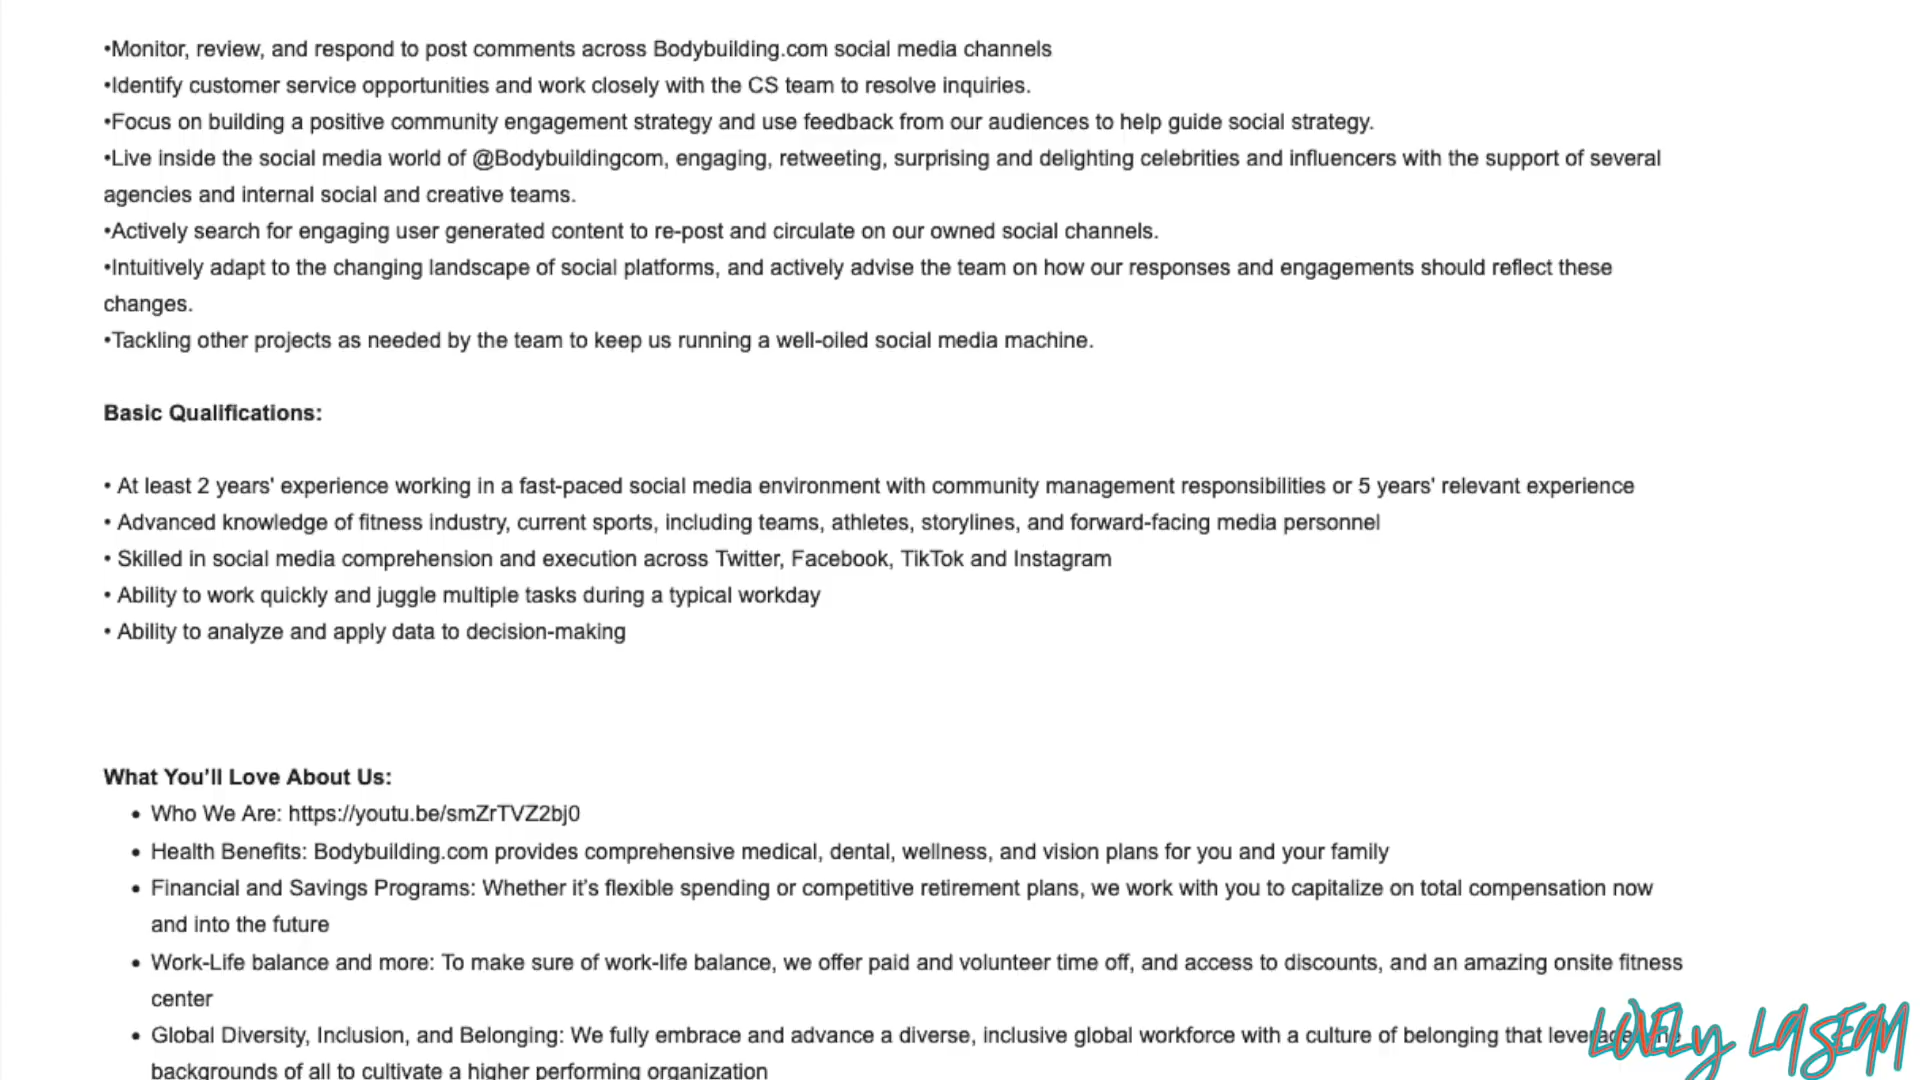 •Monitor, review, and respond to post comments across Bodybuilding.com social media channels
•Identify customer service opportunities and work closely with the CS team to resolve inquiries.
•Focus on building a positive community engagement strategy and use feedback from our audiences to help guide social strategy.
•Live inside the social media world of @Bodybuildingcom, engaging, retweeting, surprising and delighting celebrities and influencers with the support of several
agencies and internal social and creative teams.
•Actively search for engaging user generated content to re-post and circulate on our owned social channels.
•Intuitively adapt to the changing landscape of social platforms, and actively advise the team on how our responses and engagements should reflect these
changes.
•Tackling other projects as needed by the team to keep us running a well-oiled social media machine.
Basic Qualifications:
• At least 2 years' experience working in a fast-paced social media environment with community management responsibilities or 5 years' relevant experience
• Advanced knowledge of fitness industry, current sports, including teams, athletes, storylines, and forward-facing media personnel
• Skilled in social media comprehension and execution across Twitter, Facebook, TikTok and Instagram
• Ability to work quickly and juggle multiple tasks during a typical workday
• Ability to analyze and apply data to decision-making
What You’ll Love About Us:
• Who We Are: https://youtu.be/smZrTVZ2bj0
• Health Benefits: Bodybuilding.com provides comprehensive medical, dental, wellness, and vision plans for you and your family
• Financial and Savings Programs: Whether it’s flexible spending or competitive retirement plans, we work with you to capitalize on total compensation now
and into the future
• Work-Life balance and more: To make sure of work-life balance, we offer paid and volunteer time off, and access to discounts, and an amazing onsite fitness
center
• Global Diversity, Inclusion, and Belonging: We fully embrace and advance a diverse, inclusive global workforce with a culture of belonging that
backgrounds of all to cultivate a higher performing organization
LOVELY LASEAN